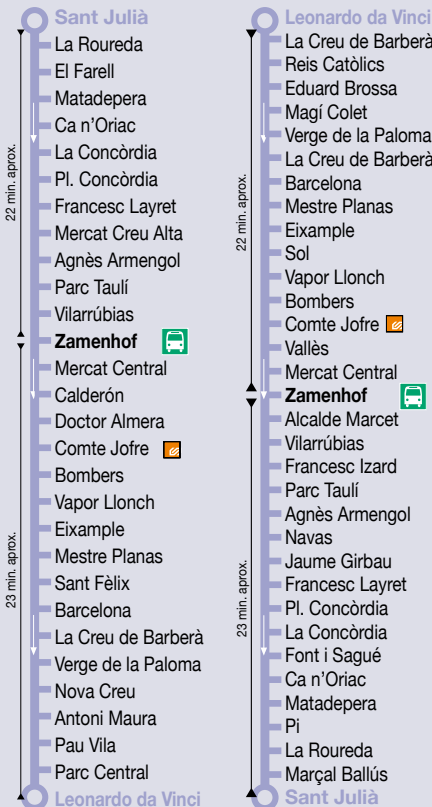 Sant Julià
La Roureda
El Farell
Matadepera
Ca n'Oriac
La Concòrdia
Pl. Concòrdia
Francesc Layret
Mercat Creu Alta
Agnès Armengol
Parc Taulí
Vilarrúbias
Zamenhof
Mercat Central
Calderón
Doctor Almera
Comte Jofre
Bombers
Vapor Llonch
Eixample
Mestre Planas
Sant Fèlix
Barcelona
La Creu de Barberà
Verge de la Paloma
Nova Creu
Antoni Maura
Pau Vila
Parc Central
Leonardo da Vinci
22 min. aprox.
23 min. aprox.
Leonardo da Vinci
La Creu de Barberà
Reis Catòlics
Eduard Brossa
Magí Colet
Verge de la Paloma
La Creu de Barberà
Barcelona
Mestre Planas
Eixample
Sol
Vapor Llonch
Bombers
Comte Jofre
Vallès
Mercat Central
Zamenhof
Alcalde Marcet
Vilarrúbias
Francesc Izard
Parc Taulí
Agnès Armengol
Navas
Jaume Girbau
Francesc Layret
Pl. Concòrdia
La Concòrdia
Font i Sagué
Ca n'Oriac
Matadepera
Pi
La Roureda
Marçal Ballús
Sant Julià
22 min. aprox.
23 min. aprox.